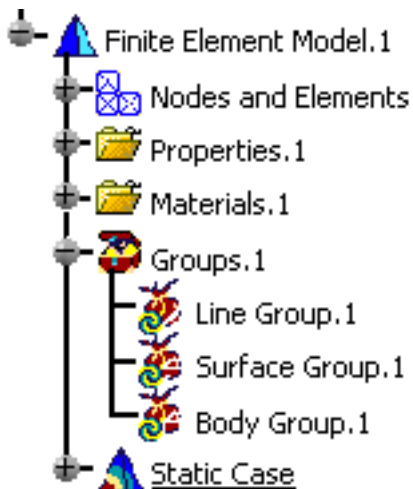 Finite Element Model.1
Nodes and Elements
Properties.1
Materials.1
Groups.1
Line Group.1
Surface Group.1
Body Group.1
Static Case